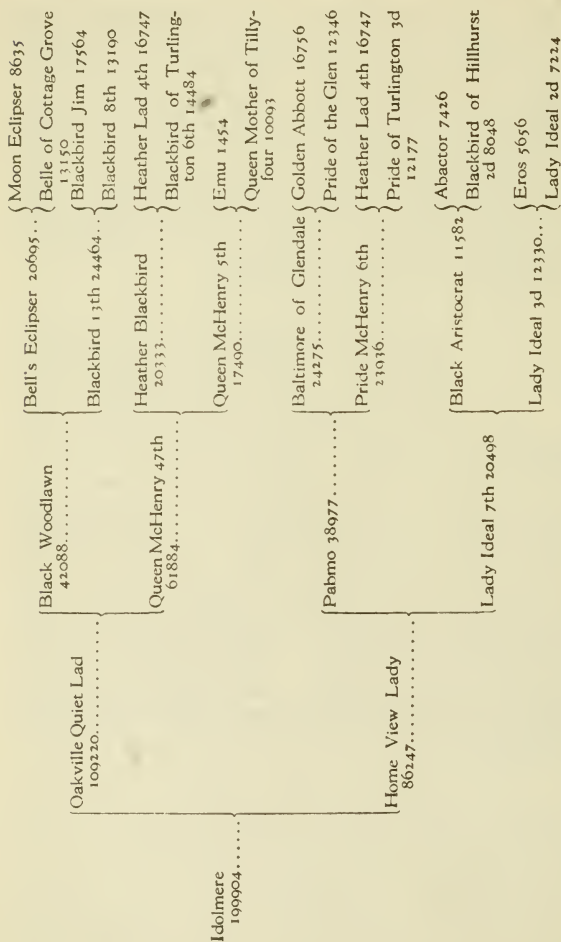 Idolmere
199904......
Oakville Quiet Lad
109220...........
Home View Lady
86247............
Black Woodlawn
42088............
Queen McHenry 47th
61884............
Pabmo 38977.......
Lady Ideal 7th 20498
Bell's Eclipser 20695..
Blackbird 13th 24464..
Heather Blackbird
20333............
Queen McHenry 5th
17490............
Baltimore of Glendale
24275............
Pride McHenry 6th
23936............
Black Aristocrat 11582
Lady Ideal 3d 12330...
Moon Eclipser 8635
Belle of Cottage Grove
13150
Blackbird Jim 17564
Blackbird 8th 13190
Heather Lad 4th 16747
Blackbird of Turling-
ton 6th 14484
Emu 1454
Queen Mother of Tilly-
four 10093
Golden Abbott 16756
Pride of the Glen 12346
Heather Lad 4th 16747
Pride of Turlington 3d
12177
Abactor 7426
Blackbird of Hillhurst
2d 8048
Eros 5656
Lady Ideal 2d 7224